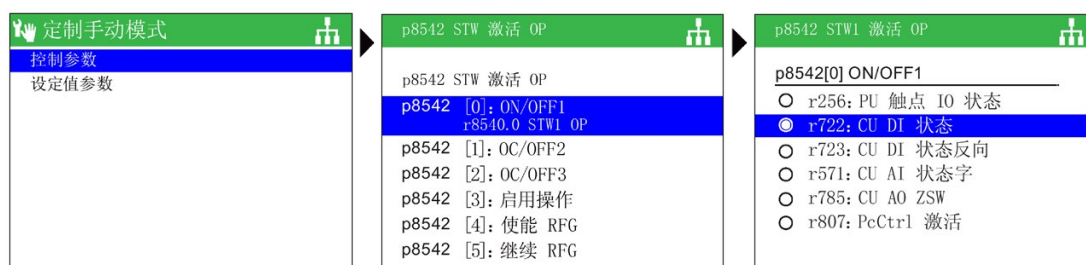 定制手动模式
控制参数
设定值参数
p8542 STW 激活 OP
p8542 STW 激活 OP
p8542 [0]: ON/OFF1
r8540.0 STW1 OP
p8542 [1]: OC/OFF2
p8542 [2]: OC/OFF3
p8542 [3]: 启用操作
p8542 [4]: 使能 RFG
p8542 [5]: 继续 RFG
p8542 STW1 激活 OP
p8542[0] ON/OFF1
r256: PU 触点 IO 状态
r722: CU DI 状态
r723: CU DI 状态反向
r571: CU AI 状态字
r785: CU AO ZSW
r807: PcCtrl 激活